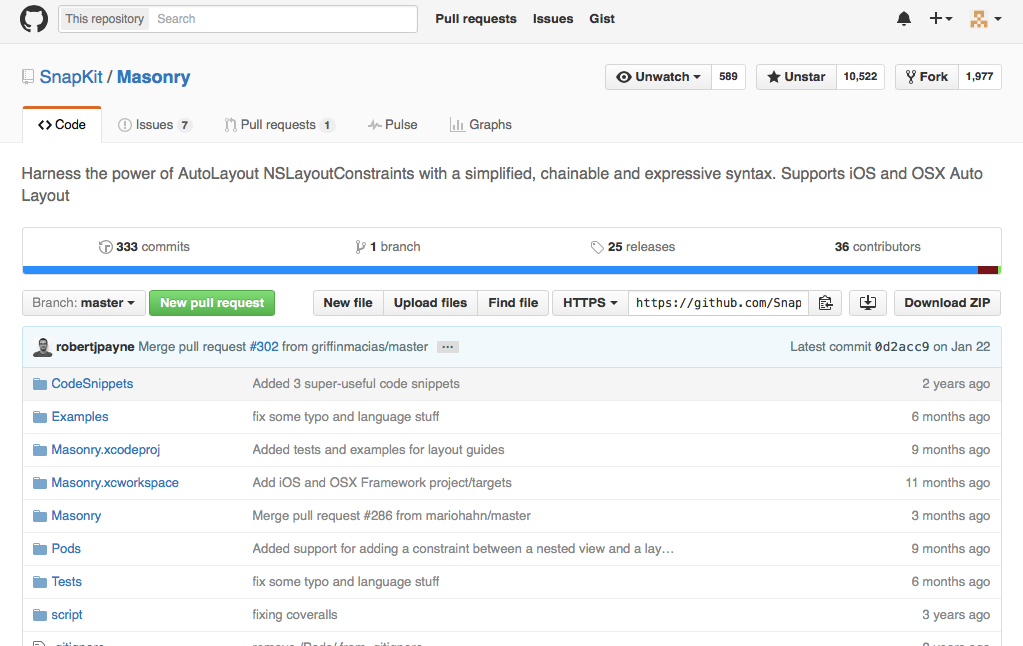 This repository Search Pull requests Issues Gist
SnapKit / Masonry Unwatch 589 Unstar 10,522 Fork 1,977
Code Issues 7 Pull requests 1 Pulse Graphs
Harness the power of AutoLayout NSLayoutConstraints with a simplified, chainable and expressive syntax. Supports iOS and OSX Auto
Layout
333 commits 1 branch 25 releases 36 contributors
Branch: master New pull request New file Upload files Find file HTTPS https://github.com/Snap Download ZIP
robertjpayne Merge pull request #302 from griffinmacias/master ... Latest commit 0d2acc9 on Jan 22
CodeSnippets Added 3 super-useful code snippets 2 years ago
Examples fix some typo and language stuff 6 months ago
Masonry.xcodeproj Added tests and examples for layout guides 9 months ago
Masonry.xcworkspace Add iOS and OSX Framework project/targets 11 months ago
Masonry Merge pull request #286 from mariohahn/master 3 months ago
Pods Added support for adding a constraint between a nested view and a lay… 9 months ago
Tests fix some typo and language stuff 6 months ago
script fixing coveralls 3 years ago